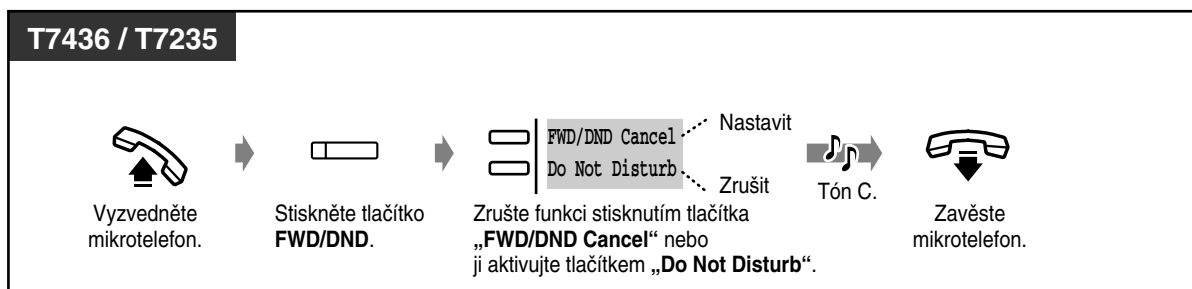 T7436 / T7235
FWD/DND Cancel
Nastavit
Do Not Disturb
Zrušit
Tón C.
Vyzvedněte
mikrotelefon.
Stiskněte tlačítko
FWD/DND.
Zrušte funkci stisknutím tlačítka
„FWD/DND Cancel“ nebo
ji aktivujte tlačítkem „Do Not Disturb“.
Zavěste
mikrotelefon.